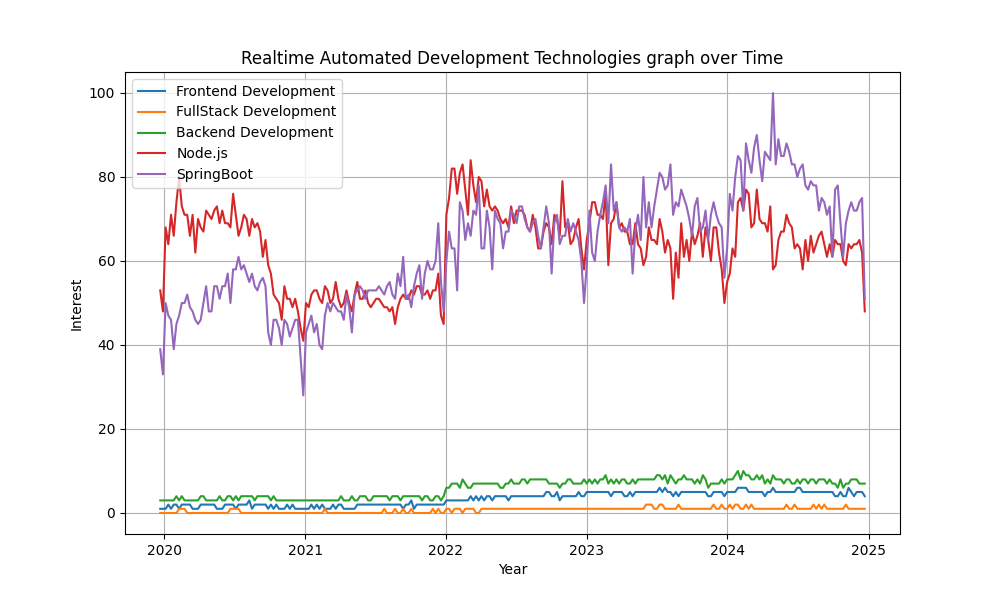 Realtime Automated Development Technologies graph over Time
Frontend Development
FullStack Development
Backend Development
Node.js
SpringBoot
100
80
60
40
20
0
Interest
2020 2021 2022 2023 2024 2025
Year